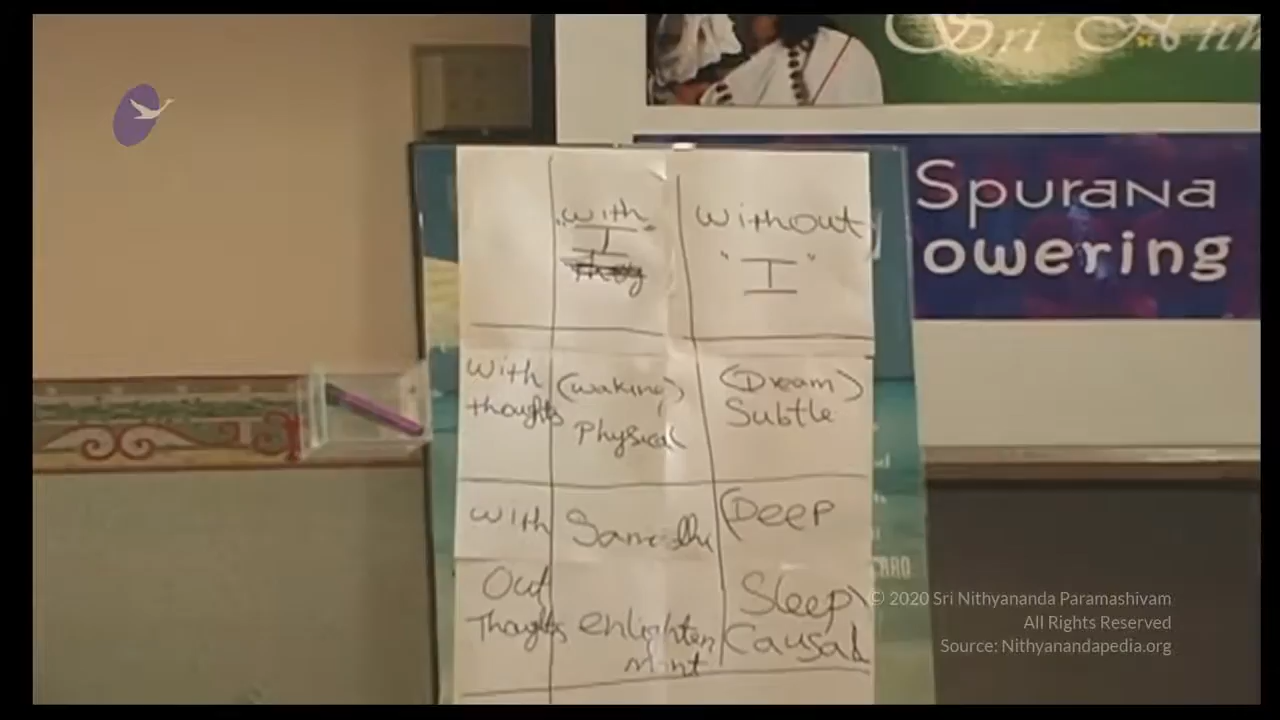 Sri Nith
Spurana
owering
"with"
I
without
"I"
With
thoughts
(waking)
Physical
(Dream)
Subtle
With
Out
Thoughts
Samadhi
enlighten
ment
(Deep
Sleep)
Causal
© 2020 Sri Nithyananda Paramashivam
All Rights Reserved
Source: Nithyanandapedia.org